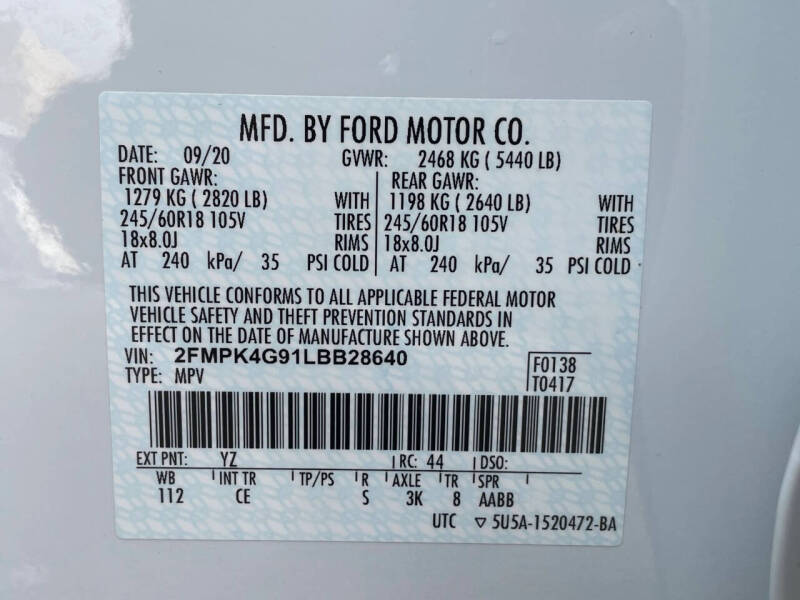 MFD. BY FORD MOTOR CO.
DATE: 09/20 GVWR: 2468 KG ( 5440 LB)
FRONT GAWR: REAR GAWR:
1279 KG ( 2820 LB) WITH 1198 KG ( 2640 LB) WITH
245/60R18 105V TIRES 245/60R18 105V TIRES
18x8.0J RIMS 18x8.0J RIMS
AT 240 kPa/ 35 PSI COLD AT 240 kPa/ 35 PSI COLD
THIS VEHICLE CONFORMS TO ALL APPLICABLE FEDERAL MOTOR
VEHICLE SAFETY AND THEFT PREVENTION STANDARDS IN
EFFECT ON THE DATE OF MANUFACTURE SHOWN ABOVE.
VIN: 2FMPK4G91LBB28640 F0138
TYPE: MPV T0417
EXT PNT: YZ RC: 44 DSO:
WB INT TR TP/PS R AXLE TR SPR
112 CE S 3K 8 AABB
UTC ▽ 5U5A-1520472-BA